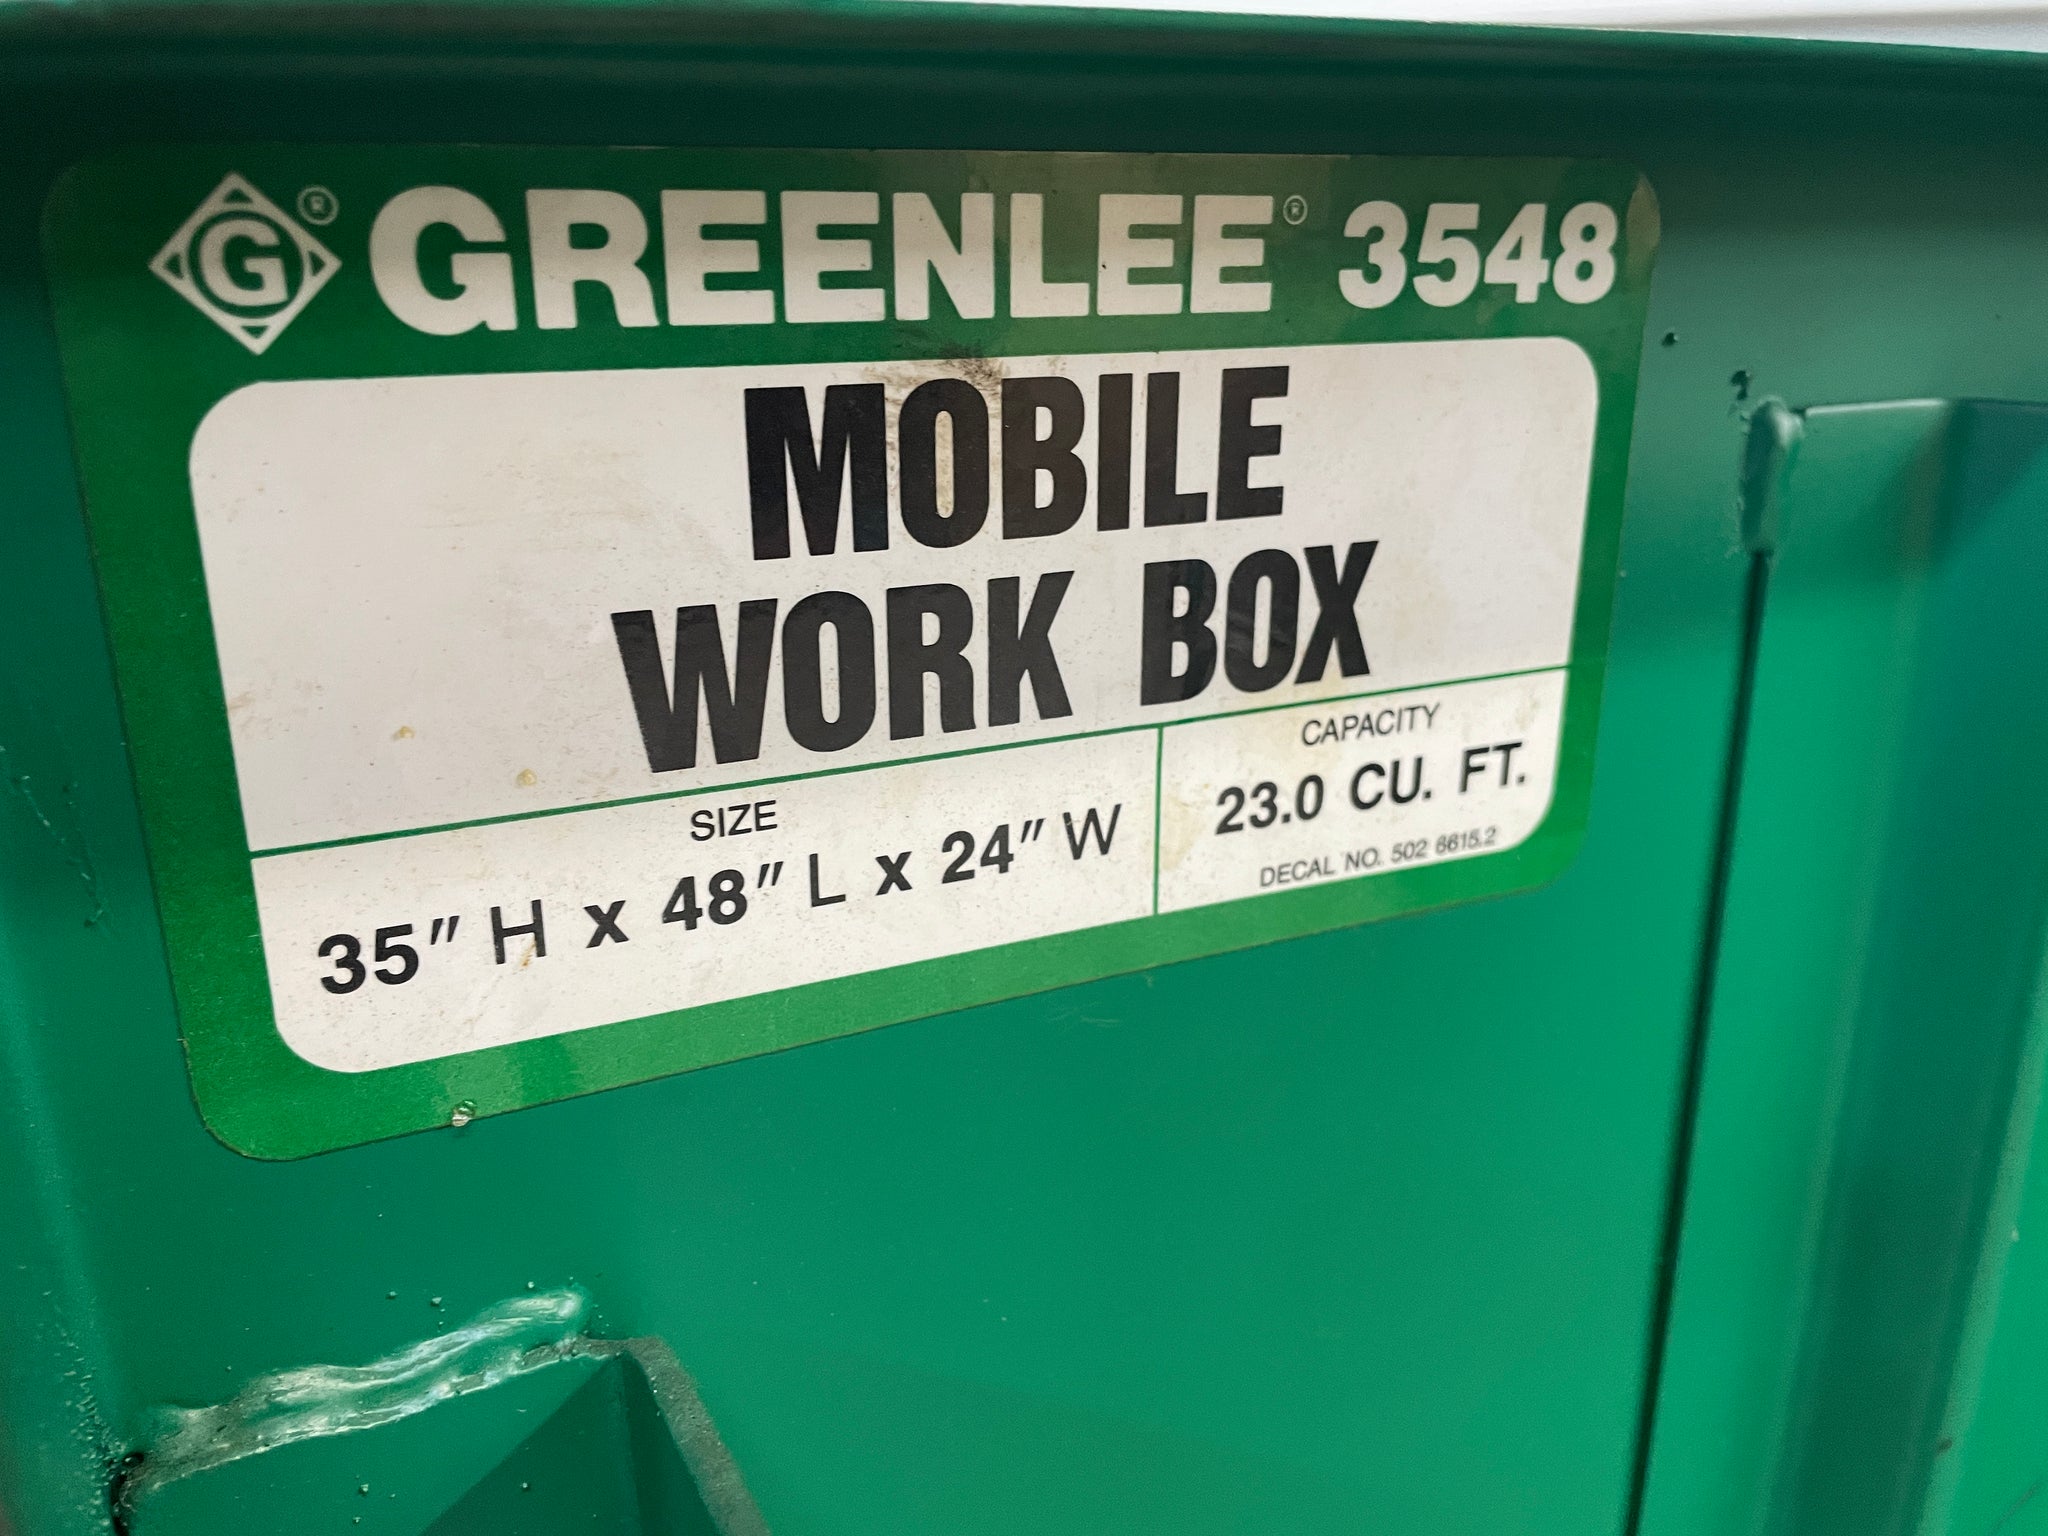 G® GREENLEE® 3548
MOBILE
WORK BOX
SIZE
35" H x 48" L x 24" W
CAPACITY
23.0 CU. FT.
DECAL NO. 502 6615.2